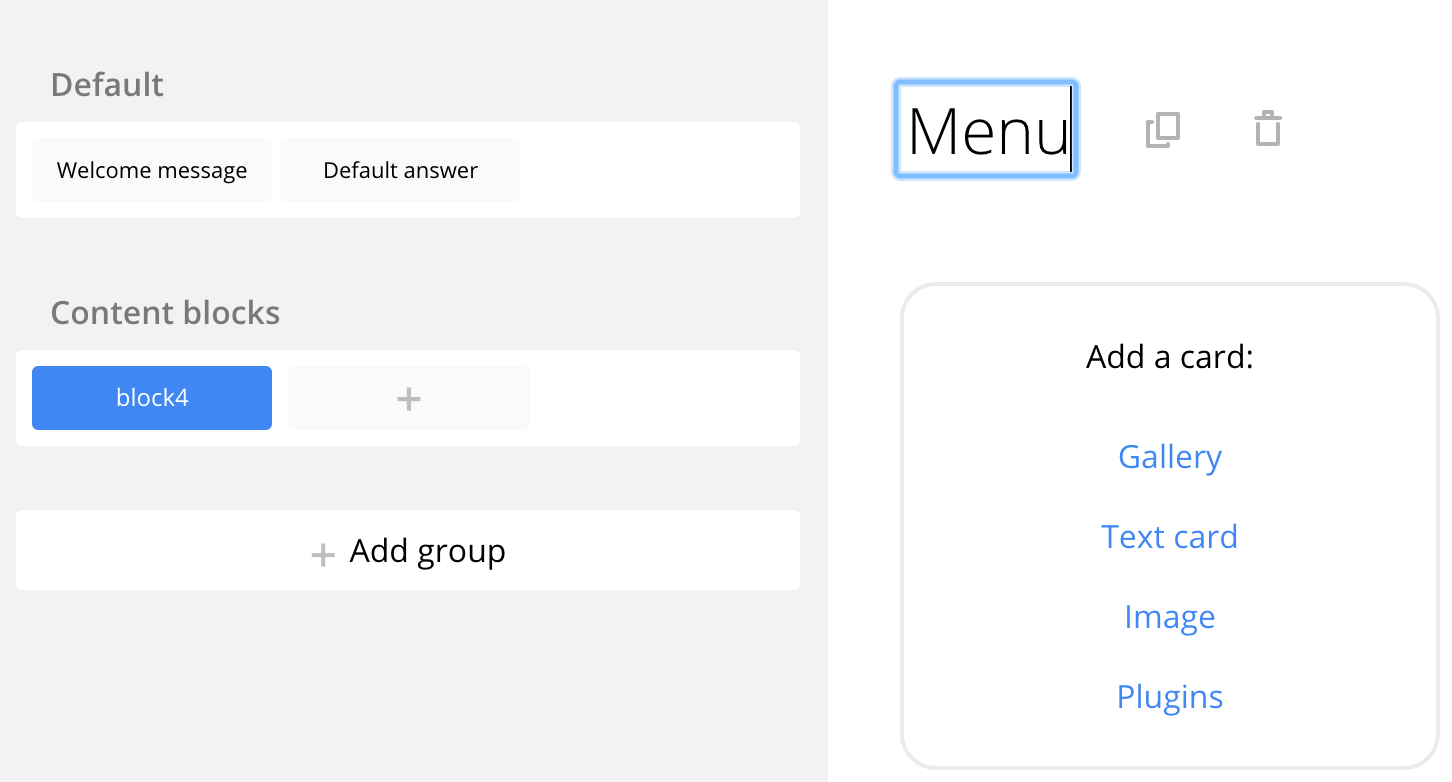 Default
Welcome message
Default answer
Content blocks
block4
+
+ Add group
Menu
Add a card:
Gallery
Text card
Image
Plugins